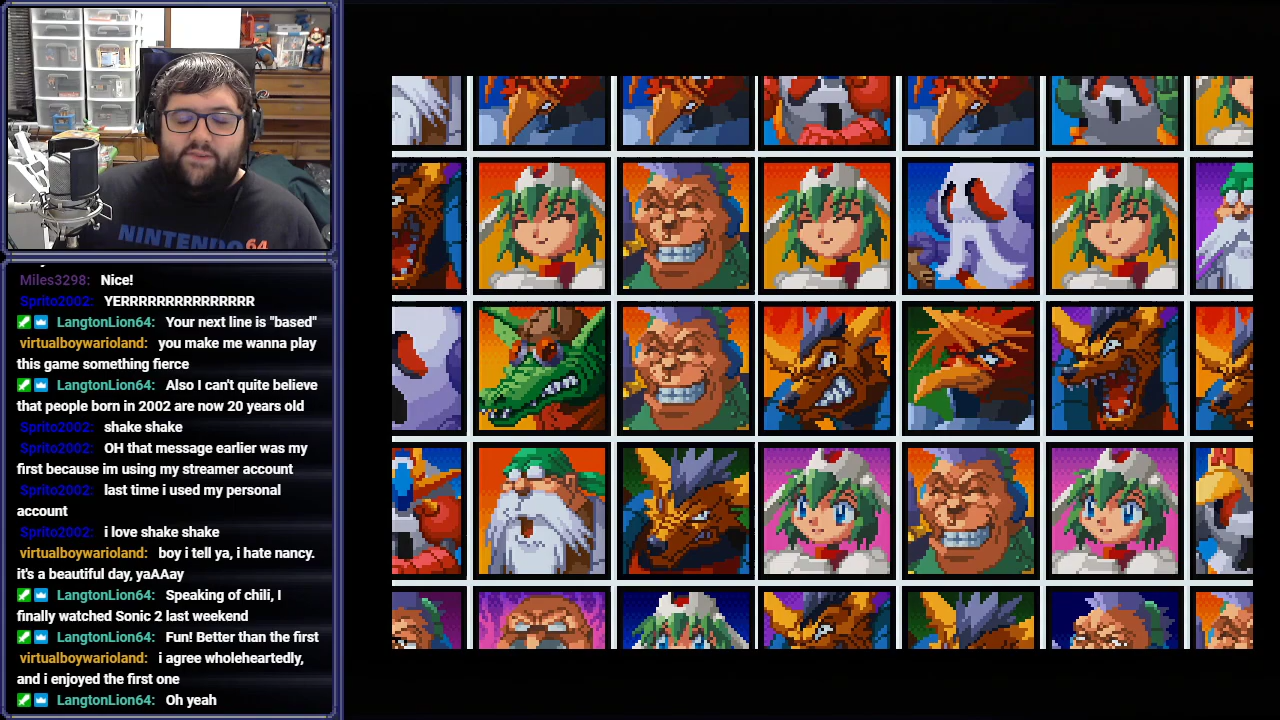 NINTENDO 64
Miles3298: Nice!
Sprito2002: YERRRRRRRRRRRRRRR
LangtonLion64: Your next line is "based"
virtualboywarioland: you make me wanna play
this game something fierce
LangtonLion64: Also I can't quite believe
that people born in 2002 are now 20 years old
Sprito2002: shake shake
Sprito2002: OH that message earlier was my
first because im using my streamer account
Sprito2002: last time i used my personal
account
Sprito2002: i love shake shake
virtualboywarioland: boy i tell ya, i hate nancy.
it's a beautiful day, yaAAay
LangtonLion64: Speaking of chili, I
finally watched Sonic 2 last weekend
LangtonLion64: Fun! Better than the first
virtualboywarioland: i agree wholeheartedly,
and i enjoyed the first one
LangtonLion64: Oh yeah